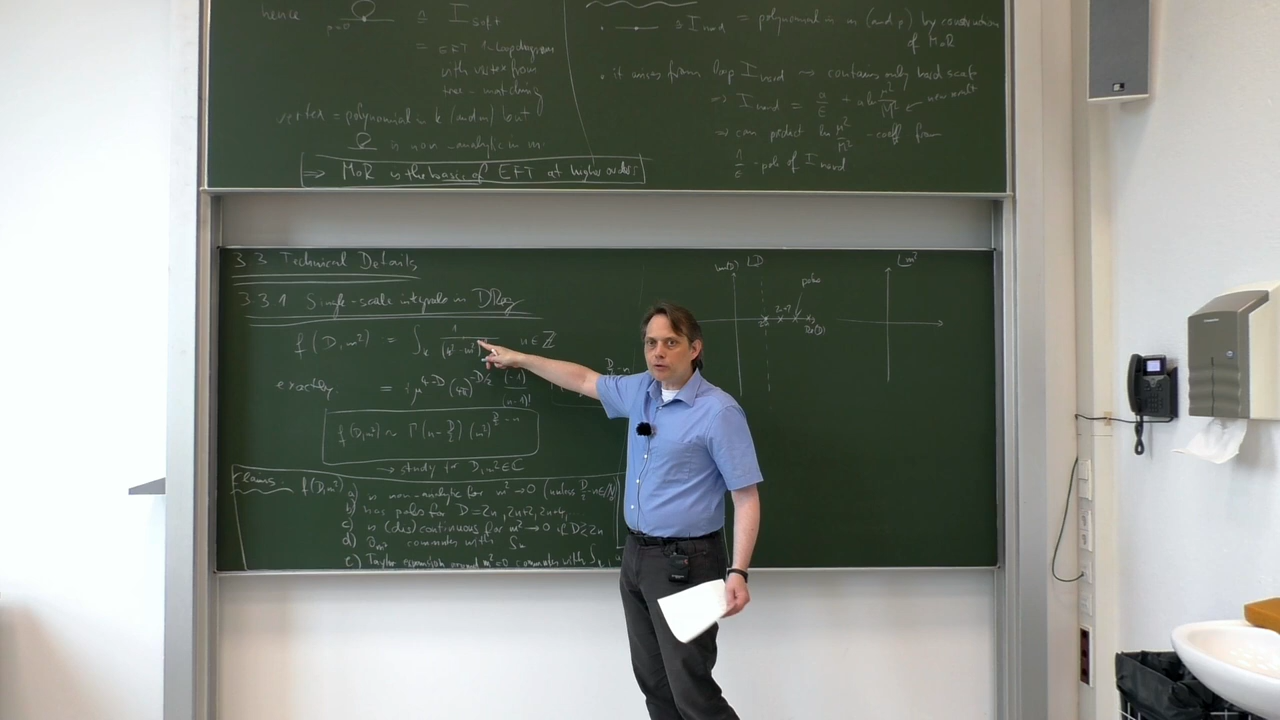 hence p=0 ≙ I_soft
= EFT 1-loop diagram
with vertex from
tree-matching
vertex = polynomial in k (and m) but
is non-analytic in m.
⇒ MoR is the basis of EFT at higher orders
≙ I_hard = polynomial in m (and p) by construction
of MoR
• it arises from loop I_hard → contains only hard scale
⇒ I_hard = a/ε + a ln μ²/M² ← new result
⇒ can predict ln μ²/M² - coeff from
1/ε - pole of I_hard
3.3 Technical Details
3.3.1 Single-scale integrals in DReg
f(D,m²) = ∫_k 1/(k²-m²)^n n ∈ ℤ
exactly: = i μ^(4-D) (4π)^(-D/2) (-1)/(n-1)!
f(D,m²) ~ Γ(n - D/2) (m²)^(D/2 - n)
→ study for D,m² ∈ ℂ
Claims: f(D,m²) a) is non-analytic for m² → 0 (unless D/2 - n ∈ ℕ)
b) has poles for D = 2n, 2n+2, 2n+4, ...
c) is (dis)continuous for m² → 0 if D ≷ 2n
d) ∂_m² commutes with ∫_k
e) Taylor expansion around m²=0 commutes with ∫_k
Im(D) D
poles
2n 2n+2 Re(D)
m²